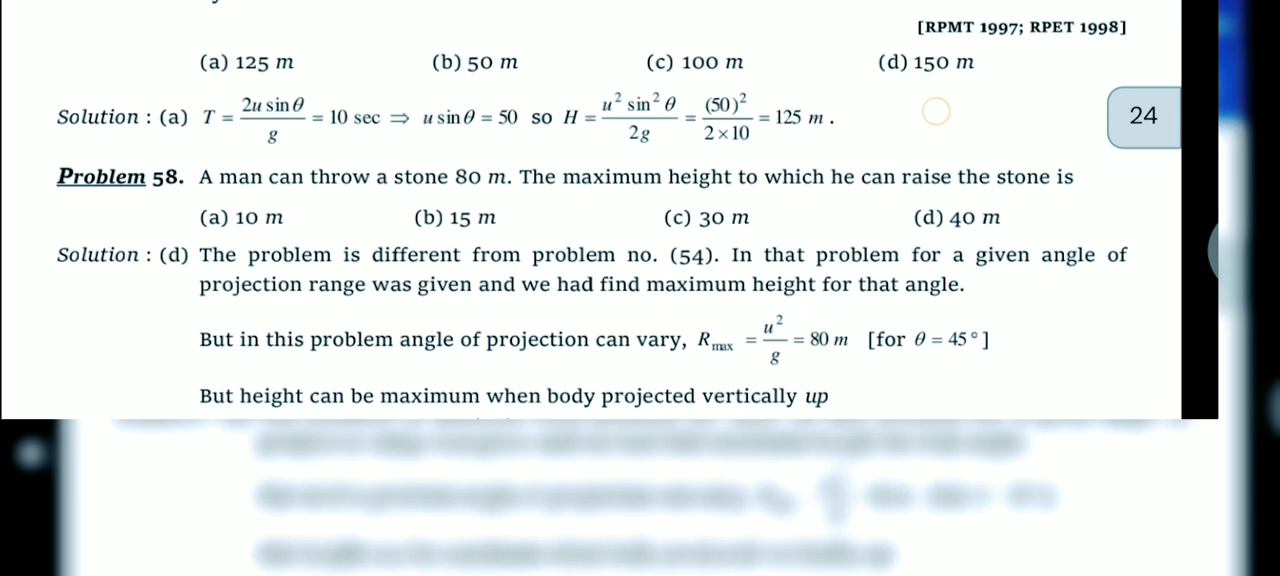 [RPMT 1997; RPET 1998]
(a) 125 m (b) 50 m (c) 100 m (d) 150 m
Solution : (a) T = 2u sin θ / g = 10 sec ⇒ u sin θ = 50 so H = u² sin² θ / 2g = (50)² / 2 × 10 = 125 m .
24
Problem 58. A man can throw a stone 80 m. The maximum height to which he can raise the stone is
(a) 10 m (b) 15 m (c) 30 m (d) 40 m
Solution : (d) The problem is different from problem no. (54). In that problem for a given angle of
projection range was given and we had find maximum height for that angle.
But in this problem angle of projection can vary, R max = u² / g = 80 m [for θ = 45°]
But height can be maximum when body projected vertically up